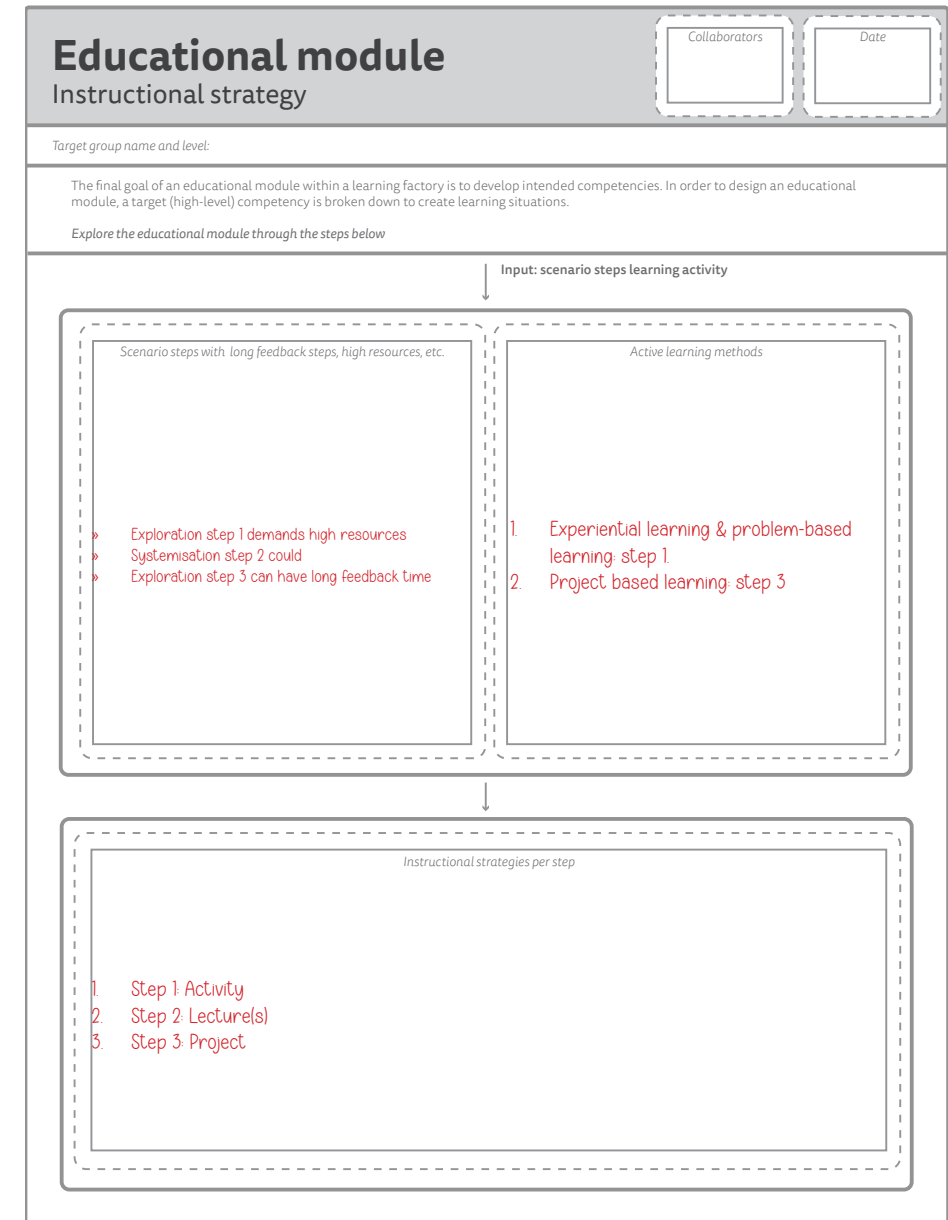 Educational module
Instructional strategy
Collaborators
Date
Target group name and level:
The final goal of an educational module within a learning factory is to develop intended competencies. In order to design an educational
module, a target (high-level) competency is broken down to create learning situations.
Explore the educational module through the steps below
Input: scenario steps learning activity
Scenario steps with long feedback steps, high resources, etc.
» Exploration step 1 demands high resources
» Systemisation step 2 could
» Exploration step 3 can have long feedback time
Active learning methods
1. Experiential learning & problem-based
learning: step 1.
2. Project based learning: step 3
Instructional strategies per step
1. Step 1: Activity
2. Step 2: Lecture(s)
3. Step 3: Project